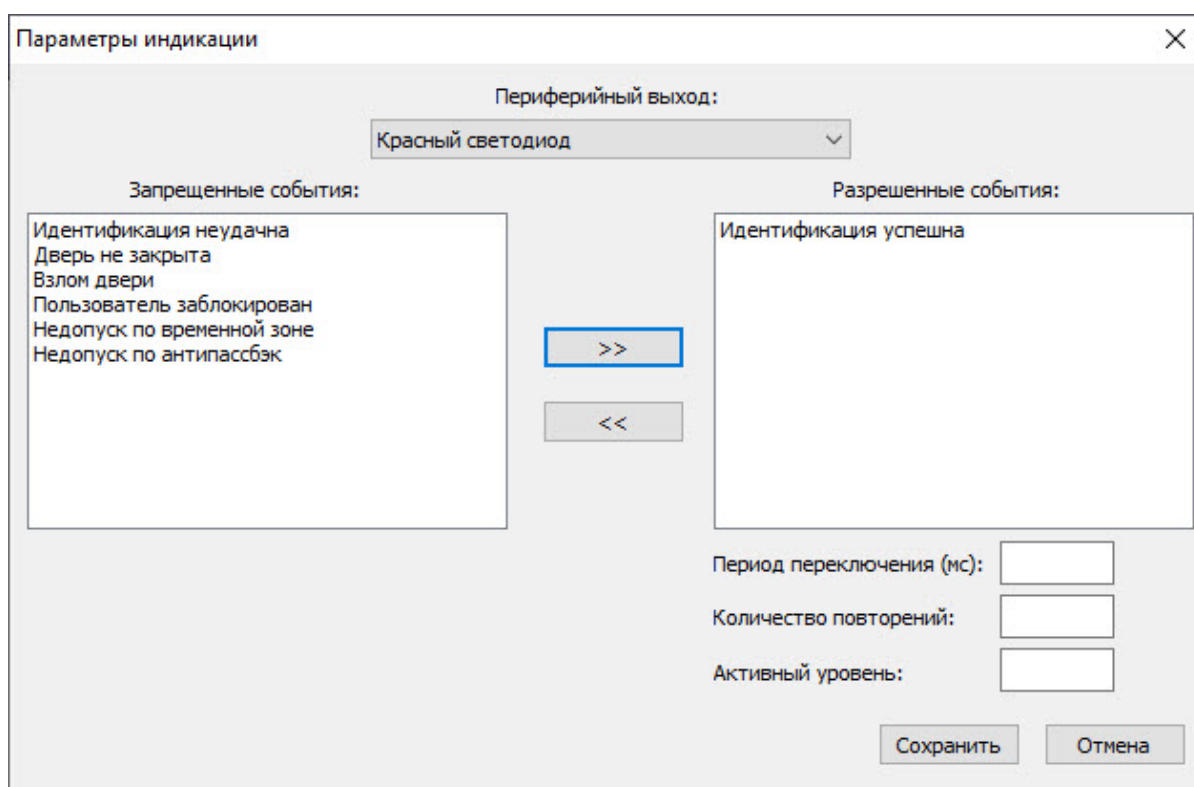 Параметры индикации
Периферийный выход:
Красный светодиод
Запрещенные события:
Идентификация неудачна
Дверь не закрыта
Взлом двери
Пользователь заблокирован
Недопуск по временной зоне
Недопуск по антипассбэк
>>
<<
Разрешенные события:
Идентификация успешна
Период переключения (мс):
Количество повторений:
Активный уровень:
Сохранить
Отмена